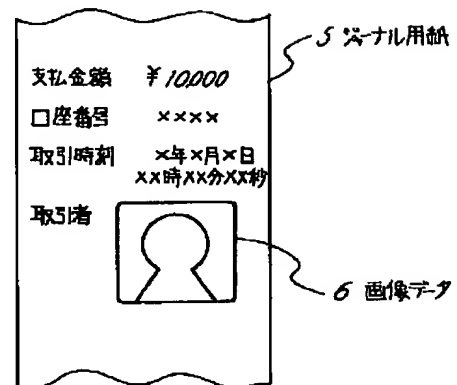 支払金額 ¥10,000
口座番号 ××××
取引時刻 ×年×月×日
××時××分××秒
取引者
5 ジャーナル用紙
6 画像データ